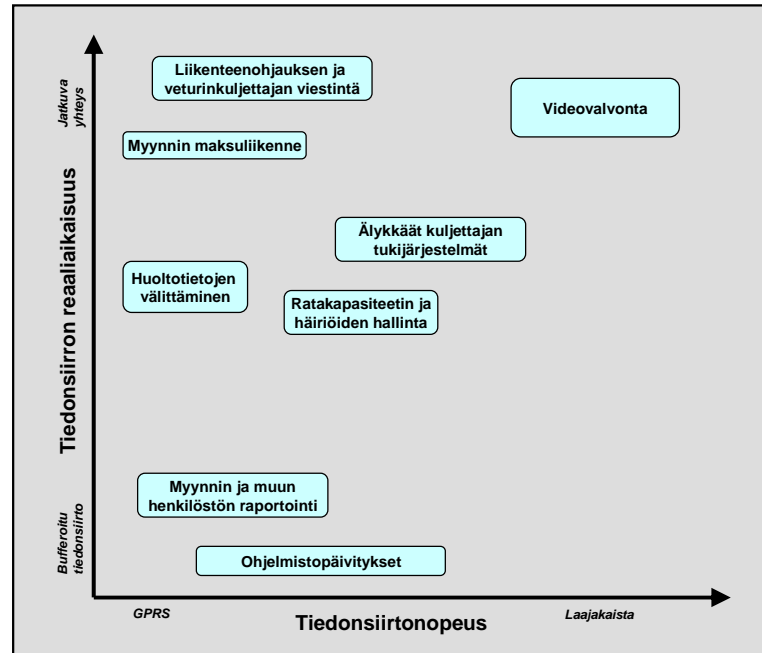 Jatkuva
yhteys
Liikenteenohjauksen ja
veturinkuljettajan viestintä
Videovalvonta
Myynnin maksuliikenne
Tiedonsiirron reaaliaikaisuus
Älykkäät kuljettajan
tukijärjestelmät
Huoltotietojen
välittäminen
Ratakapasiteetin ja
häiriöiden hallinta
Myynnin ja muun
henkilöstön raportointi
Bufferoitu
tiedonsiirto
Ohjelmistopäivitykset
GPRS
Tiedonsiirtonopeus
Laajakaista